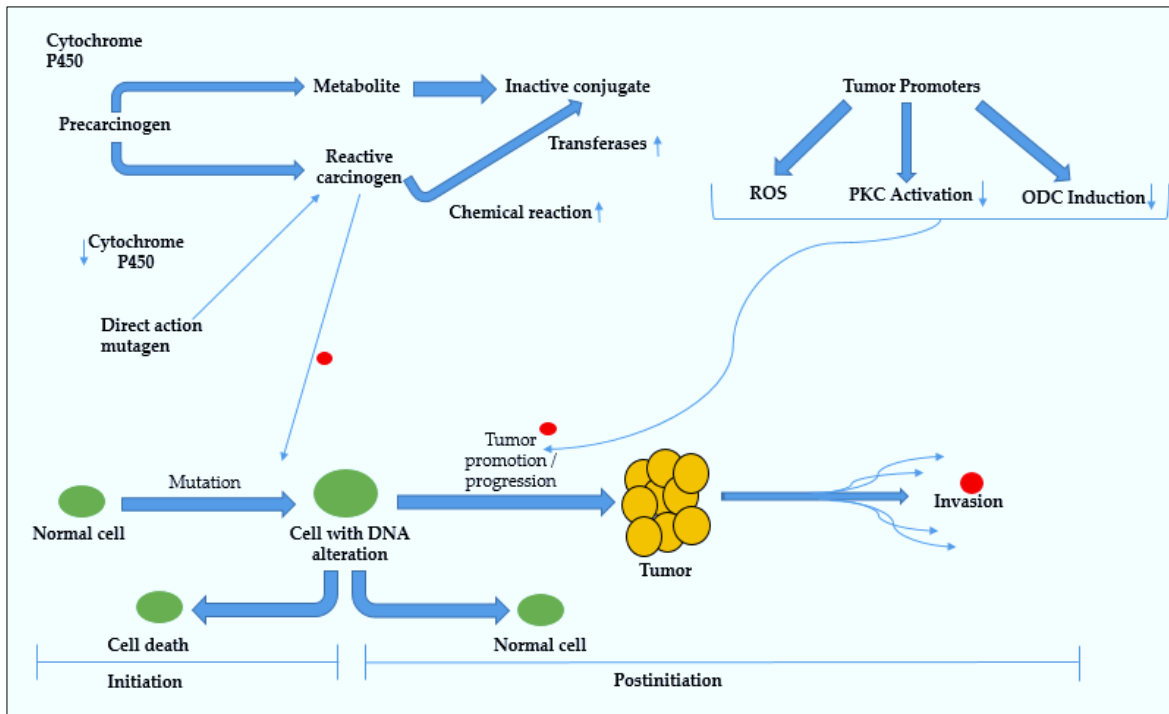 Cytochrome
P450
Metabolite
Inactive conjugate
Tumor Promoters
Precarcinogen
Transferases
Reactive
carcinogen
ROS
PKC Activation
ODC Induction
Chemical reaction
Cytochrome
P450
Direct action
mutagen
Tumor
promotion /
progression
Mutation
Normal cell
Cell with DNA
alteration
Tumor
Invasion
Cell death
Normal cell
Initiation
Postinitiation